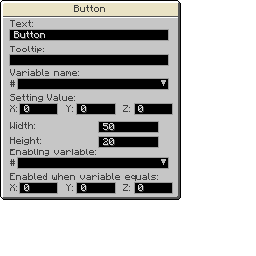 Button
Text:
Button
Tooltip:
Variable name:
#
Setting Value:
X: 0 Y: 0 Z: 0
Width: 50
Height: 20
Enabling variable:
#
Enabled when variable equals:
X: 0 Y: 0 Z: 0